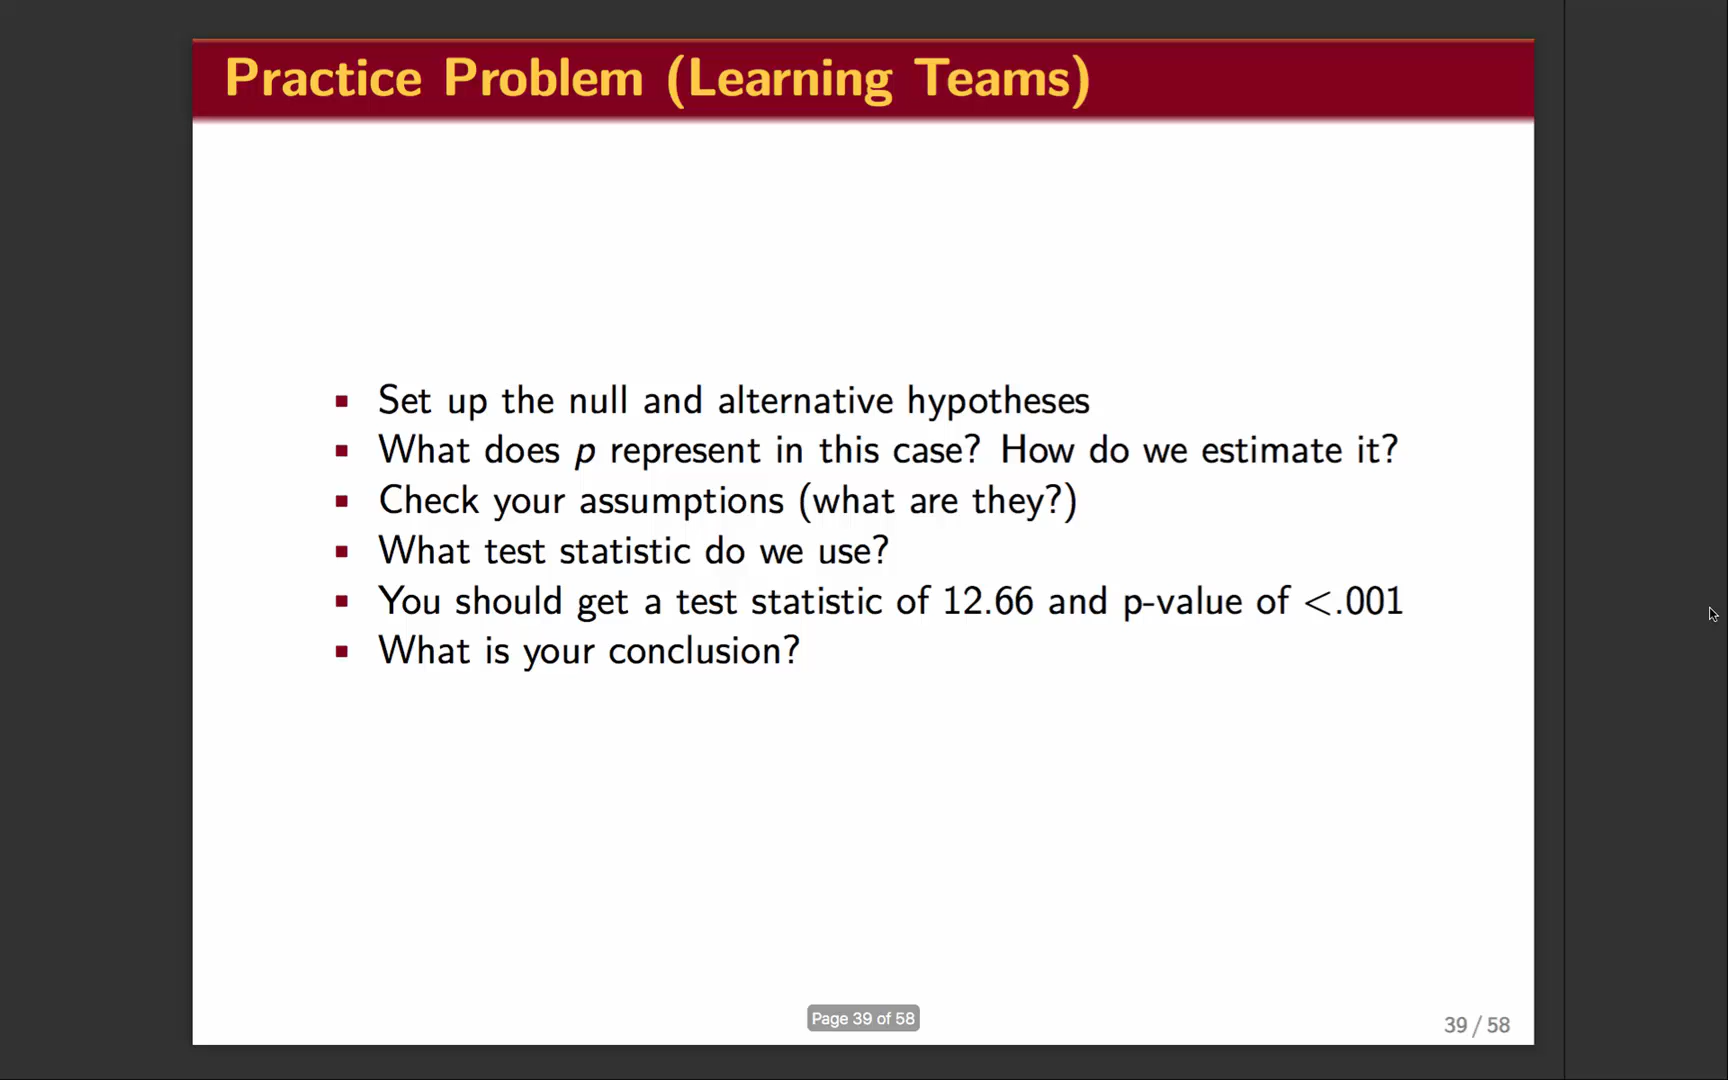 Practice Problem (Learning Teams)
Set up the null and alternative hypotheses
What does p represent in this case? How do we estimate it?
Check your assumptions (what are they?)
What test statistic do we use?
You should get a test statistic of 12.66 and p-value of <.001
What is your conclusion?
Page 39 of 58
39 / 58